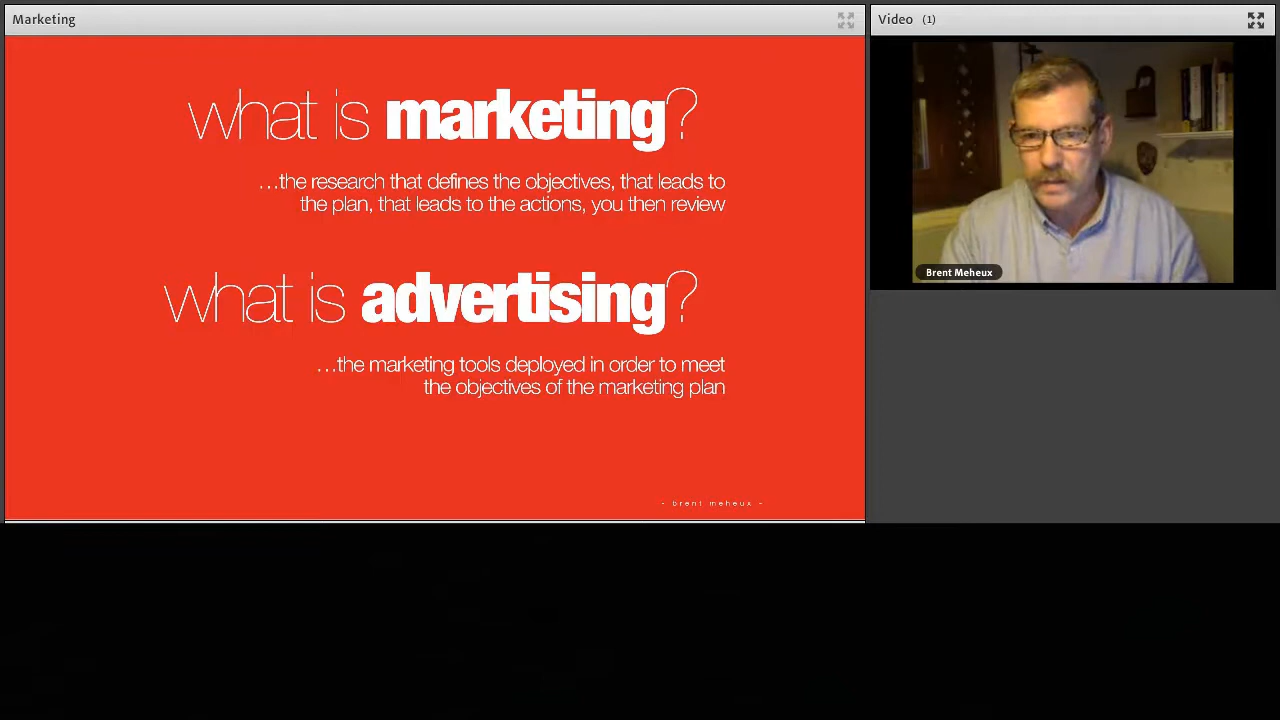 Marketing
what is marketing?
...the research that defines the objectives, that leads to
the plan, that leads to the actions, you then review
what is advertising?
...the marketing tools deployed in order to meet
the objectives of the marketing plan
- brent meheux -
Video (1)
Brent Meheux